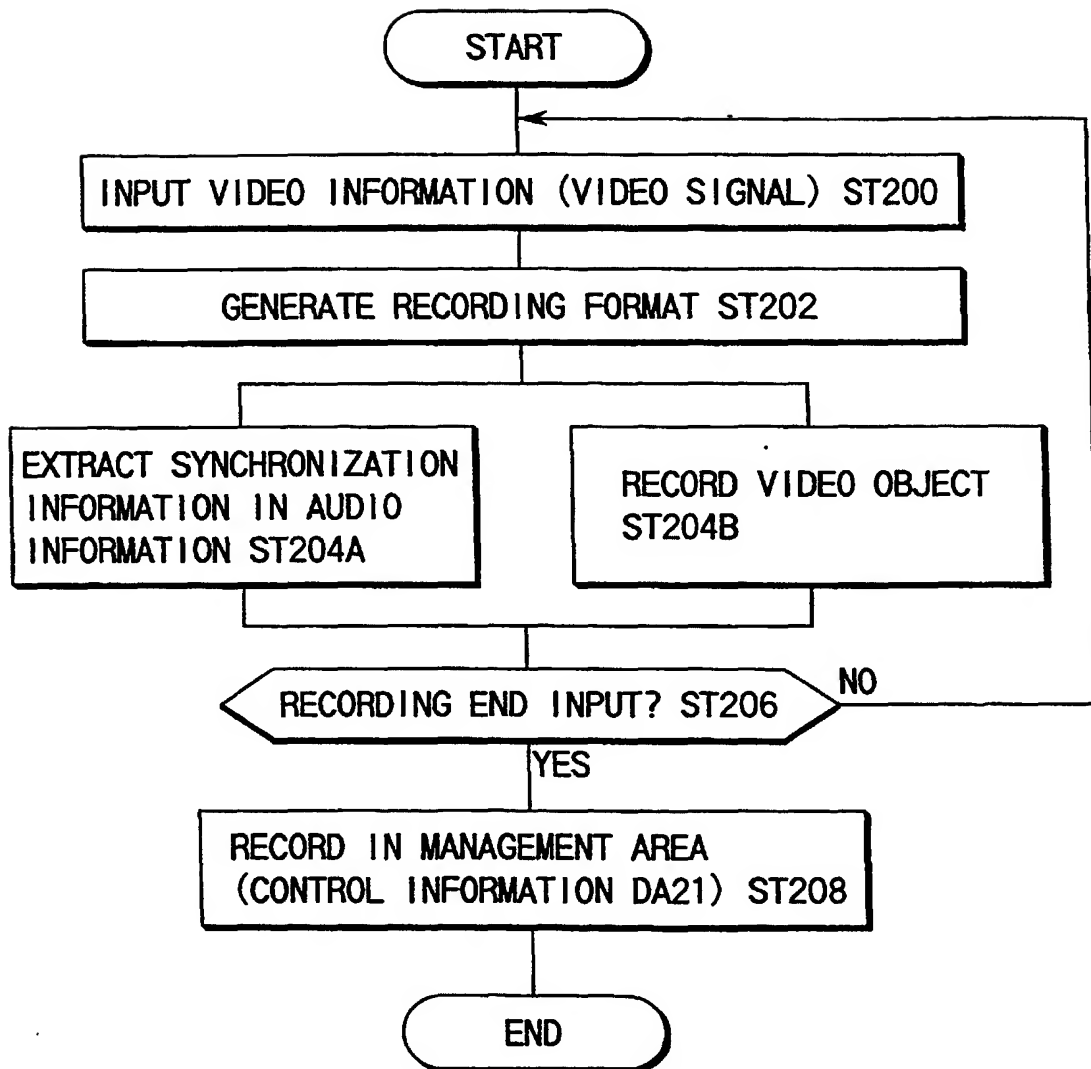 START
INPUT VIDEO INFORMATION (VIDEO SIGNAL) ST200
GENERATE RECORDING FORMAT ST202
EXTRACT SYNCHRONIZATION
INFORMATION IN AUDIO
INFORMATION ST204A
RECORD VIDEO OBJECT
ST204B
RECORDING END INPUT? ST206
NO
YES
RECORD IN MANAGEMENT AREA
(CONTROL INFORMATION DA21) ST208
END